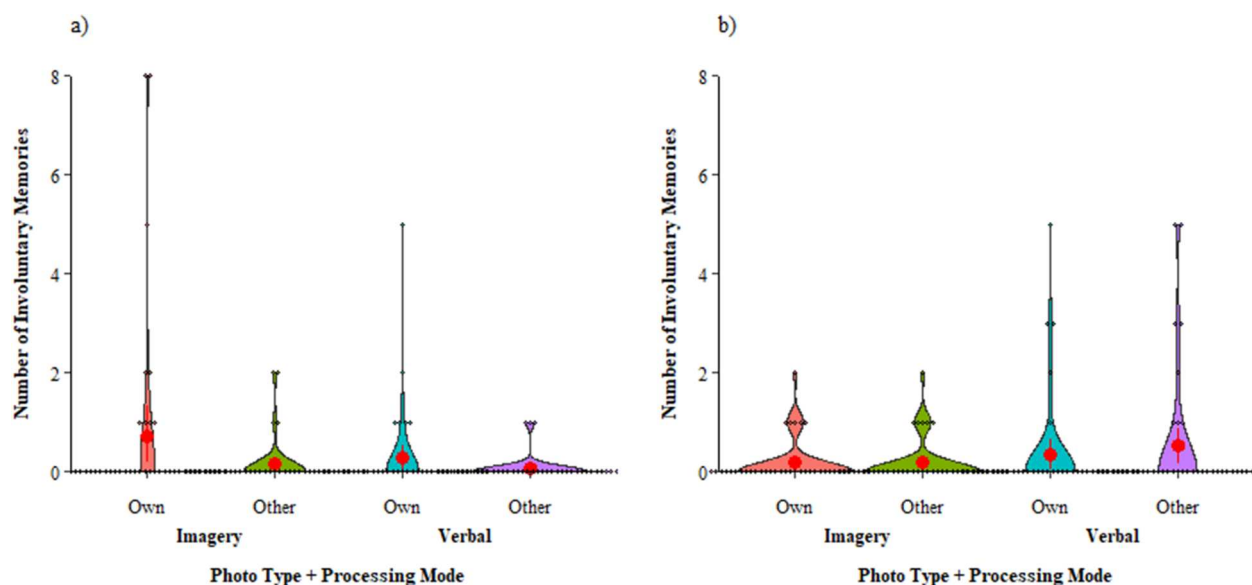 a)
Number of Involuntary Memories
8
6
4
2
0
Own Other Own Other
Imagery Verbal
Photo Type + Processing Mode
b)
Number of Involuntary Memories
8
6
4
2
0
Own Other Own Other
Imagery Verbal
Photo Type + Processing Mode